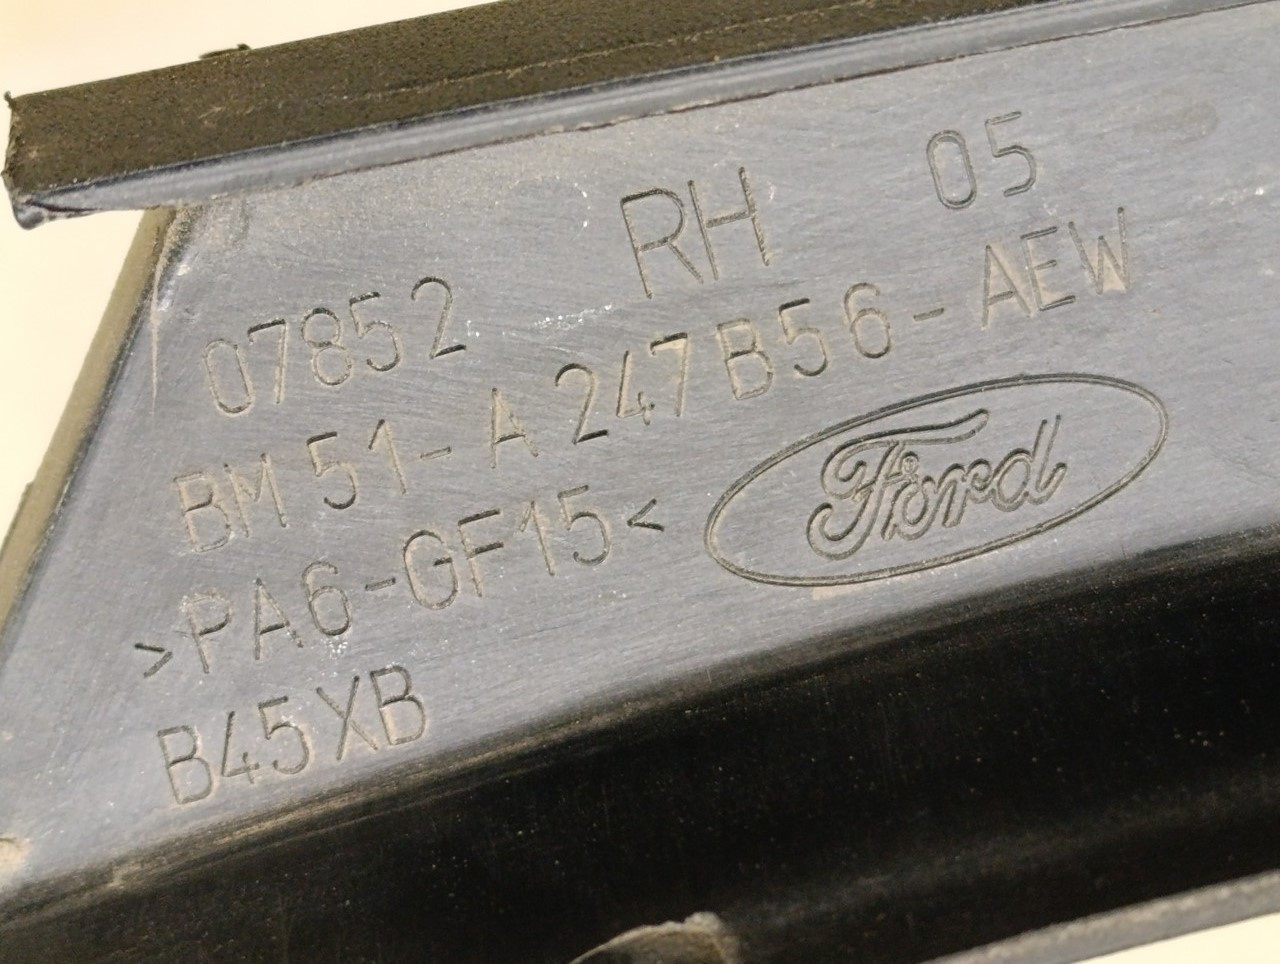 RH 05
07852
BM51-A247B56-AEW
>PA6-GF15<
Ford
B45XB